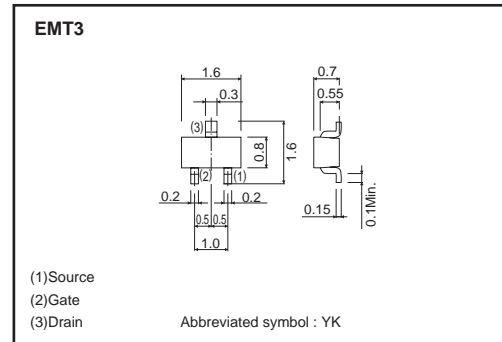 EMT3
1.6
0.3
(3)
0.8
1.6
(2)
(1)
0.2
0.2
0.5
0.5
1.0
0.7
0.55
0.15
0.1Min.
(1)Source
(2)Gate
(3)Drain
Abbreviated symbol : YK